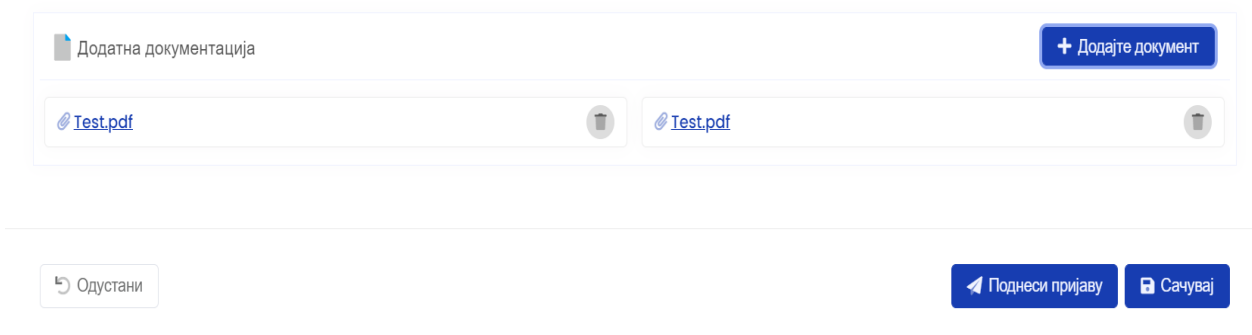 Додатна документација
Додајте документ
Test.pdf
Test.pdf
Одустани
Поднеси пријаву
Сачувај